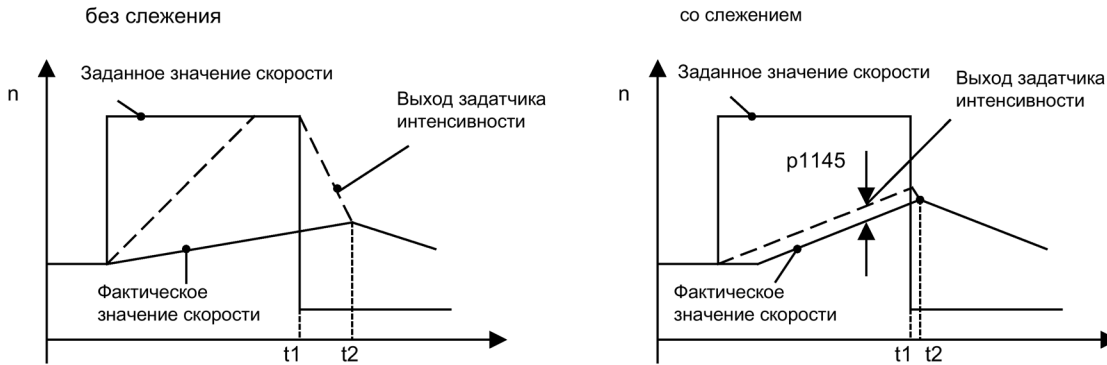 без слежения
n
Заданное значение скорости
Выход задатчика
интенсивности
Фактическое
значение скорости
t1
t2
со слежением
n
Заданное значение скорости
Выход задатчика
интенсивности
p1145
Фактическое
значение скорости
t1
t2